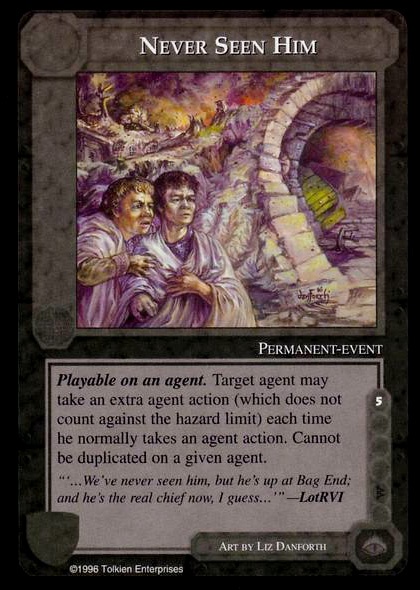 NEVER SEEN HIM
danforth
PERMANENT-EVENT
Playable on an agent. Target agent may
take an extra agent action (which does not
count against the hazard limit) each time
he normally takes an agent action. Cannot
be duplicated on a given agent.
5
“‘…We've never seen him, but he's up at Bag End;
and he's the real chief now, I guess…’”—LotRVI
ART BY LIZ DANFORTH
©1996 Tolkien Enterprises